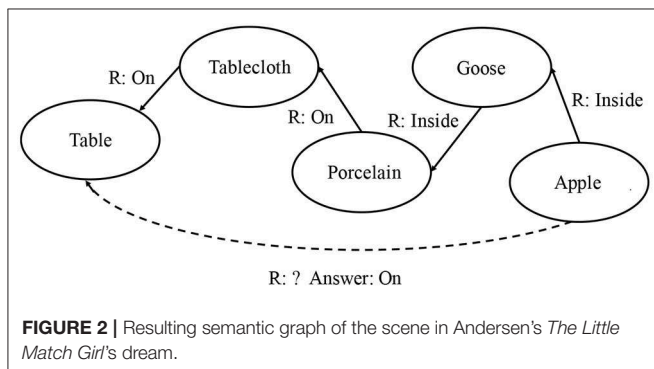 Tablecloth
Goose
R: On
R: Inside
Table
R: On
R: Inside
Porcelain
Apple
R: ? Answer: On
FIGURE 2 | Resulting semantic graph of the scene in Andersen's The Little
Match Girl's dream.